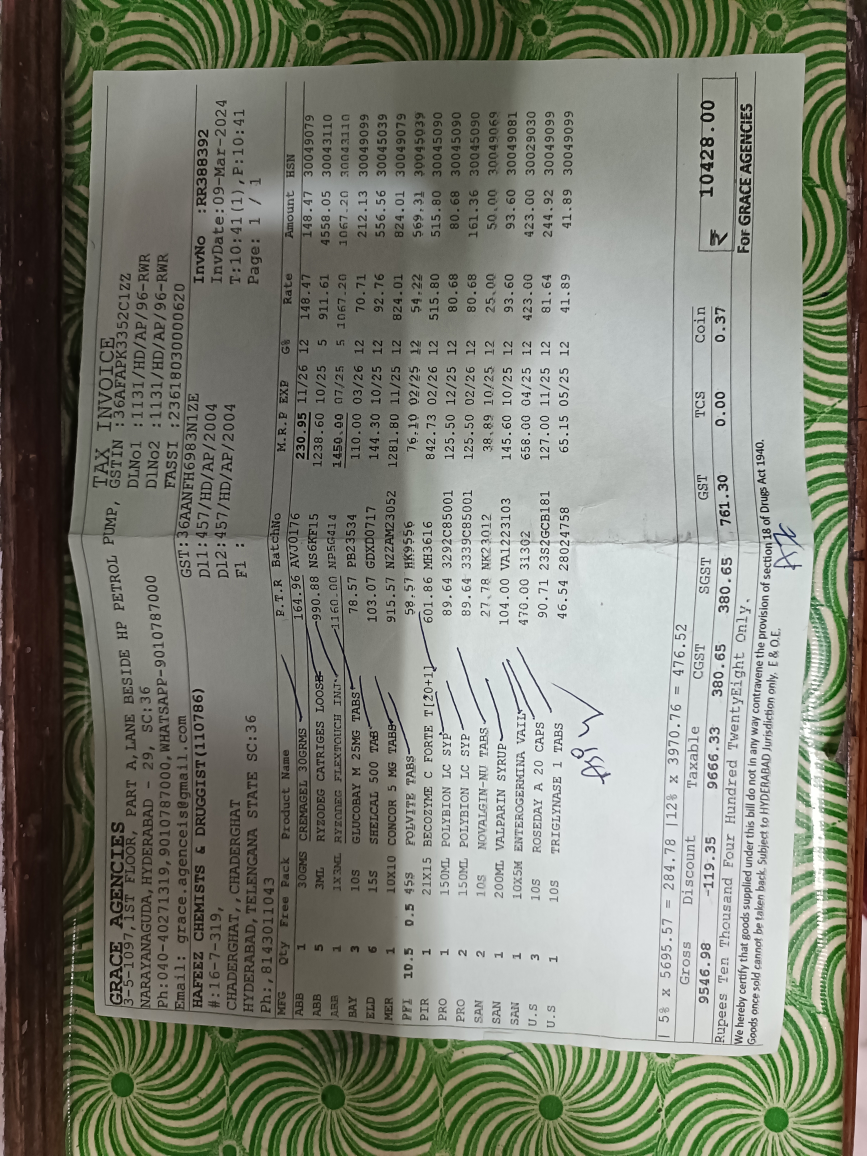 TAX INVOICE
GRACE AGENCIES
3-5-1097,1ST FLOOR, PART A,LANE BESIDE HP PETROL PUMP, GSTIN :36AFAPK3352C1ZZ
NARAYANAGUDA,HYDERABAD - 29, SC:36 DLNo1 :1131/HD/AP/96-RWR
Ph:040-40271319,9010787000,WHATSAPP-9010787000 DLNo2 :1131/HD/AP/96-RWR
Email: grace.agenceis@gmail.com FASSI :23618030000620
HAFEEZ CHEMISTS & DRUGGIST(110786) GST:36AANFH6983N1ZE InvNo :RR388392
#:16-7-319, D11:457/HD/AP/2004 InvDate:09-Mar-2024
CHADERGHAT,,CHADERGHAT D12:457/HD/AP/2004 T:10:41(1),P:10:41
HYDERABAD,TELENGANA STATE SC:36 F1 : Page: 1 / 1
Ph:,8143011043
MFG Qty Free Pack Product Name P.T.R BatchNo M.R.P EXP G% Rate Amount HSN
ABB 1 30GMS CREMAGEL 30GRMS 164.96 AVJ0176 230.95 11/26 12 148.47 148.47 30049079
ABB 5 3ML RYZODEG CATRIGES LOOSE 990.88 NS6KF15 1238.60 10/25 5 911.61 4558.05 30043110
ABB 1 1X3ML RYZODEG FLEXTOUCH INJ 1160.00 NP5G414 1450.00 07/25 5 1067.20 1067.20 30043110
BAY 3 10S GLUCOBAY M 25MG TABS 78.57 PB23534 110.00 03/26 12 70.71 212.13 30049099
ELD 6 15S SHELCAL 500 TAB 103.07 GDXD0717 144.30 10/25 12 92.76 556.56 30045039
MER 1 10X10 CONCOR 5 MG TABS 915.57 N22AM23052 1281.80 11/25 12 824.01 824.01 30049079
PFI 10.5 0.5 45S FOLVITE TABS 58.57 HK9556 76.10 02/25 12 54.22 569.31 30045039
PIR 1 21X15 BECOZYME C FORTE T[20+1] 601.86 MH3616 842.73 02/26 12 515.80 515.80 30045090
PRO 1 150ML POLYBION LC SYP 89.64 3292C85001 125.50 12/25 12 80.68 80.68 30045090
PRO 2 150ML POLYBION LC SYP 89.64 3339C85001 125.50 02/26 12 80.68 161.36 30045090
SAN 2 10S NOVALGIN-NU TABS 27.78 NK23012 38.89 10/25 12 25.00 50.00 30049069
SAN 1 200ML VALPARIN SYRUP 104.00 VA1223103 145.60 10/25 12 93.60 93.60 30049081
SAN 1 10X5M ENTEROGERMINA VAIL 470.00 31302 658.00 04/25 12 423.00 423.00 30029030
U.S 3 10S ROSEDAY A 20 CAPS 90.71 23S2GCB181 127.00 11/25 12 81.64 244.92 30049099
U.S 1 10S TRIGLYNASE 1 TABS 46.54 28024758 65.15 05/25 12 41.89 41.89 30049099
| 5% x 5695.57 = 284.78 |12% x 3970.76 = 476.52
Gross Discount Taxable CGST SGST GST TCS Coin
9546.98 -119.35 9666.33 380.65 380.65 761.30 0.00 0.37 ₹ 10428.00
Rupees Ten Thousand Four Hundred TwentyEight Only.
We hereby certify that goods supplied under this bill do not in any way contravene the provision of section 18 of Drugs Act 1940. For GRACE AGENCIES
Goods once sold cannot be taken back. Subject to HYDERABAD Jurisdiction only. E & O.E.